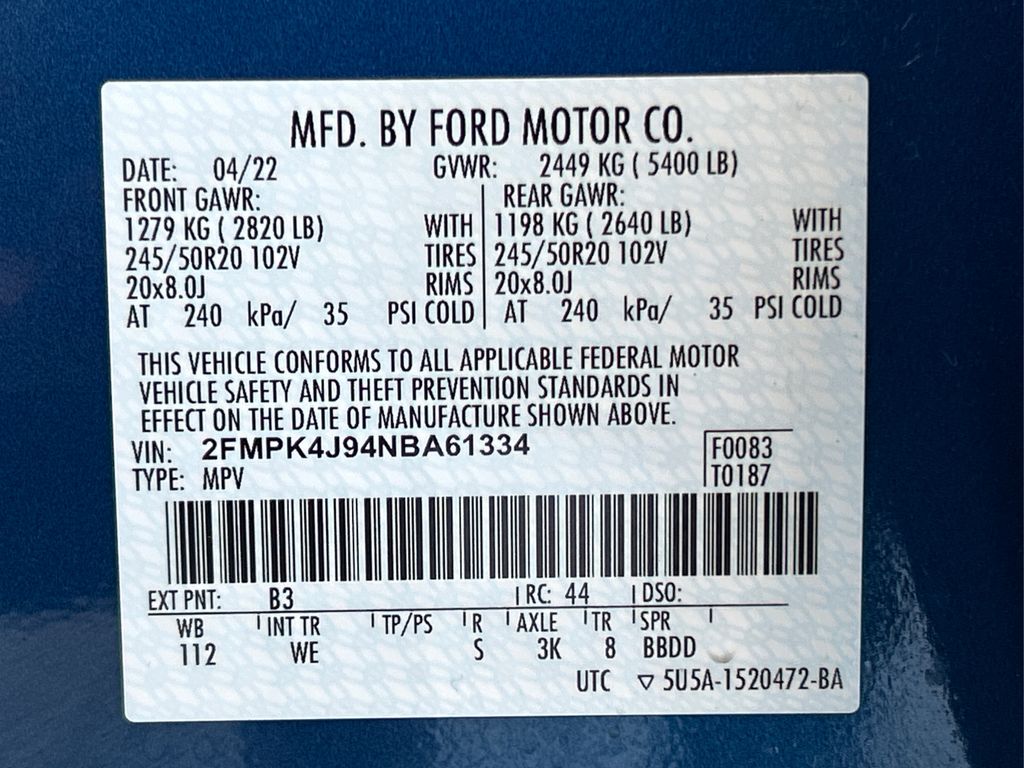 MFD. BY FORD MOTOR CO.
DATE: 04/22 GVWR: 2449 KG ( 5400 LB)
FRONT GAWR: REAR GAWR:
1279 KG ( 2820 LB) WITH 1198 KG ( 2640 LB) WITH
245/50R20 102V TIRES 245/50R20 102V TIRES
20x8.0J RIMS 20x8.0J RIMS
AT 240 kPa/ 35 PSI COLD AT 240 kPa/ 35 PSI COLD
THIS VEHICLE CONFORMS TO ALL APPLICABLE FEDERAL MOTOR
VEHICLE SAFETY AND THEFT PREVENTION STANDARDS IN
EFFECT ON THE DATE OF MANUFACTURE SHOWN ABOVE.
VIN: 2FMPK4J94NBA61334 F0083
TYPE: MPV T0187
EXT PNT: B3 RC: 44 DSO:
WB INT TR TP/PS R AXLE TR SPR
112 WE S 3K 8 BBDD
UTC ▽ 5U5A-1520472-BA